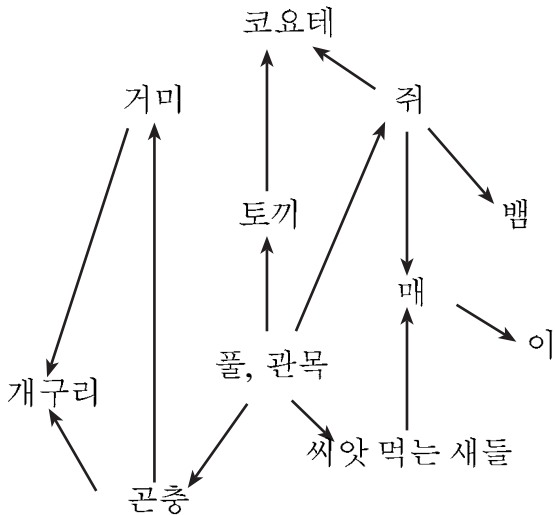 코요테
거미
쥐
토끼
뱀
매
이
풀, 관목
개구리
씨앗 먹는 새들
곤충